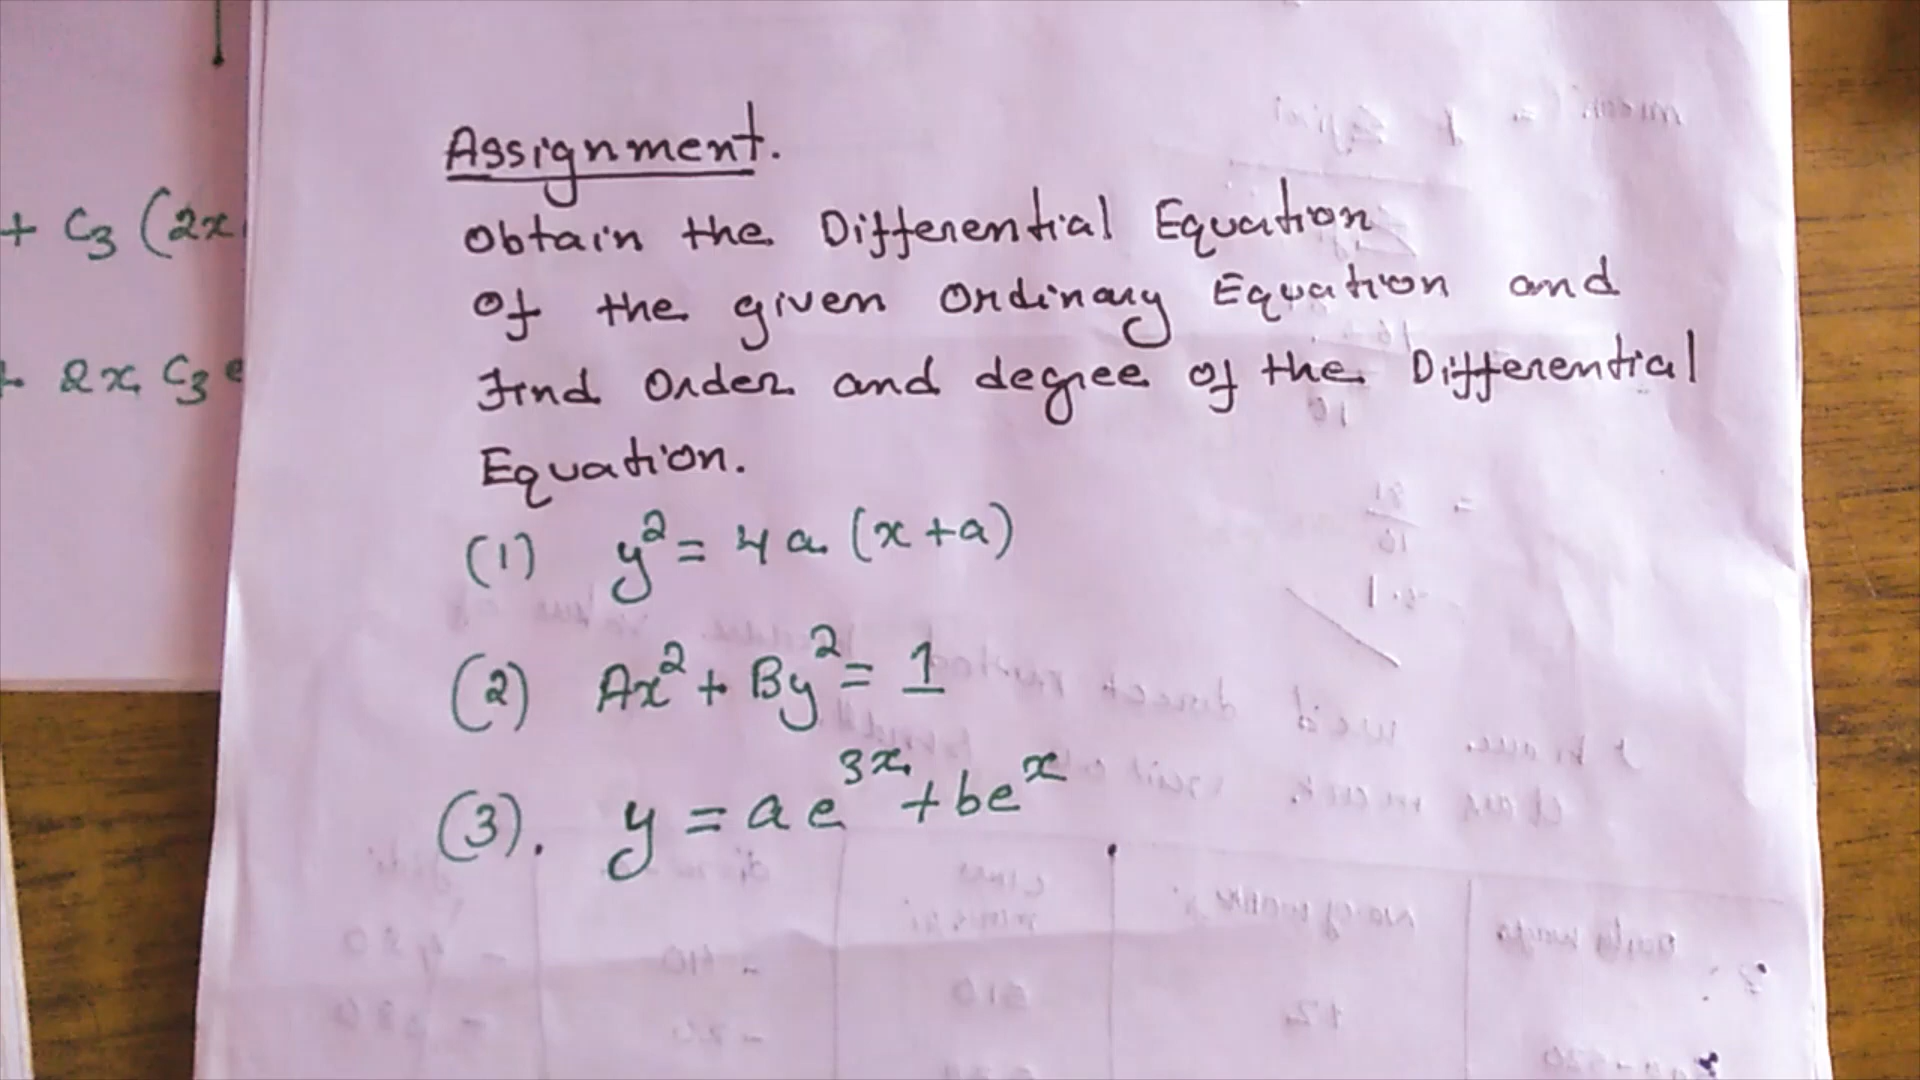 + C₃ (2x
+ 2x C₃ e
Assignment.
Obtain the Differential Equation
of the given Ordinary Equation and
find Order and degree of the Differential
Equation.
(1) y² = 4a (x+a)
(2) Ax² + By² = 1
(3). y = ae³ˣ + beˣ